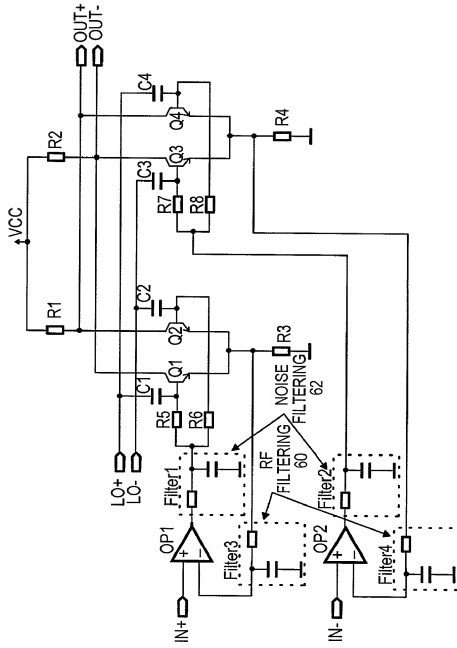 VCC
R1
R2
OUT+
OUT-
LO+
LO-
C1
C2
C3
C4
Q1
Q2
Q3
Q4
R5
R6
R7
R8
R3
R4
NOISE
FILTERING
62
RF
FILTERING
60
Filter1
Filter2
Filter3
Filter4
OP1
+
−
OP2
+
−
IN+
IN-